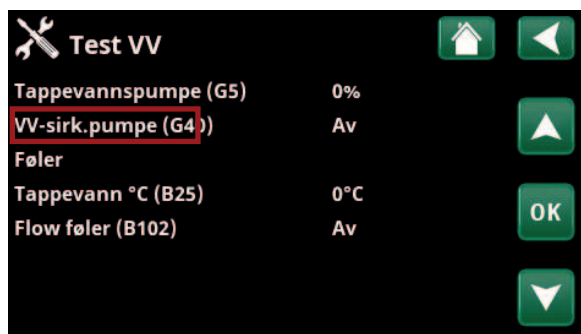 Test VV
Tappevannspumpe (G5) 0%
VV-sirk.pumpe (G40) Av
Føler
Tappevann °C (B25) 0°C
Flow føler (B102) Av
OK